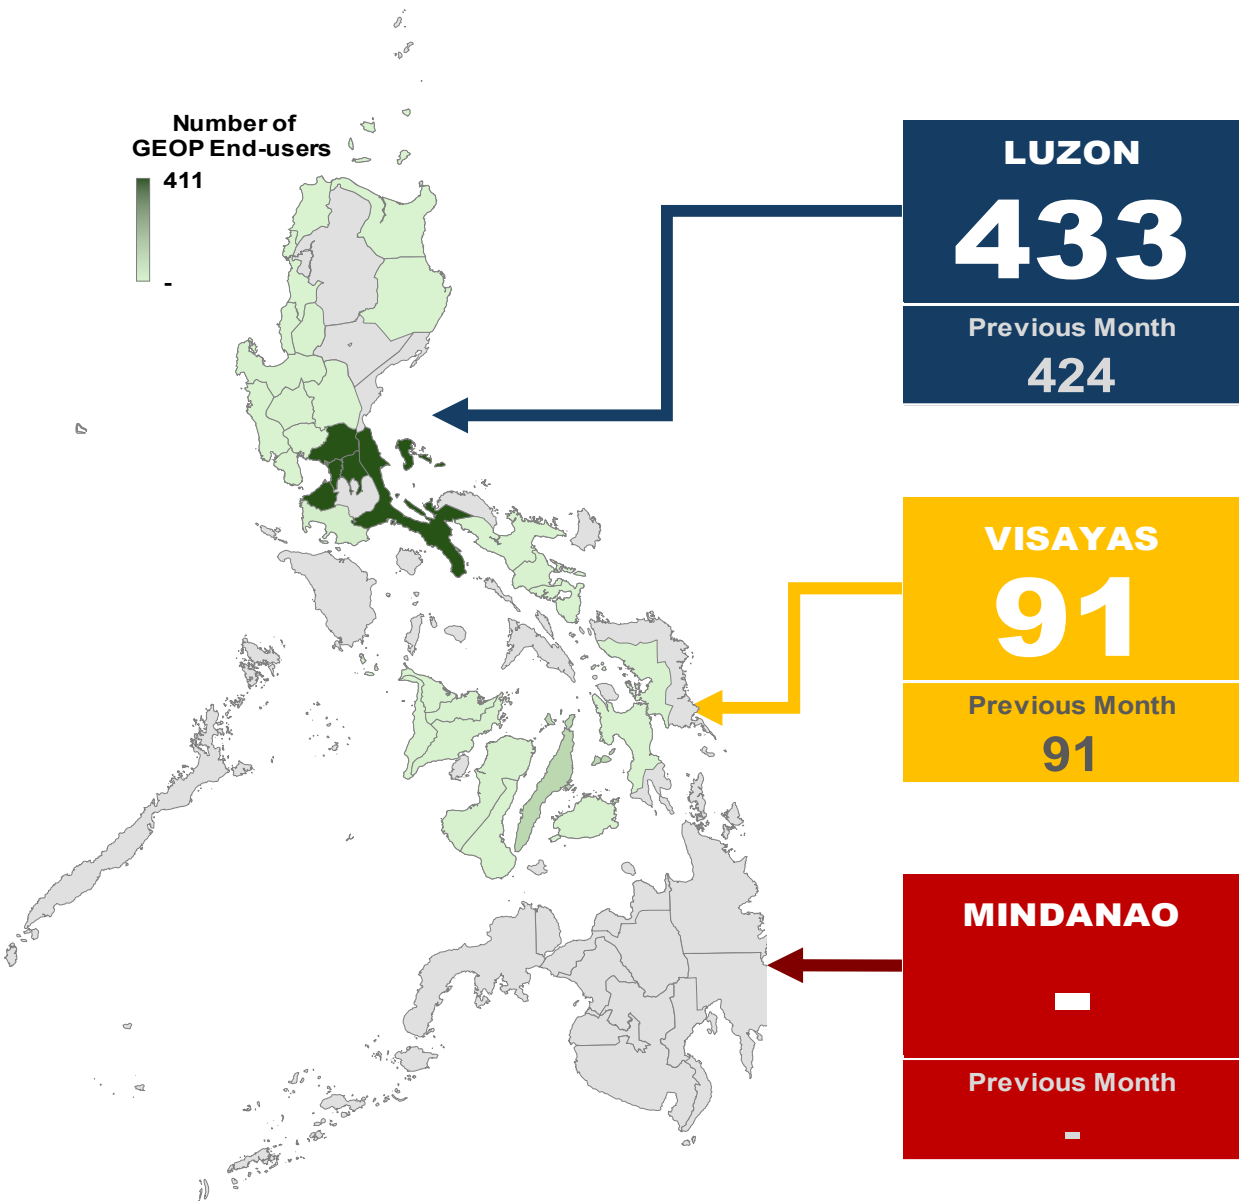 Number of
GEOP End-users
411
-
LUZON
433
Previous Month
424
VISAYAS
91
Previous Month
91
MINDANAO
-
Previous Month
-